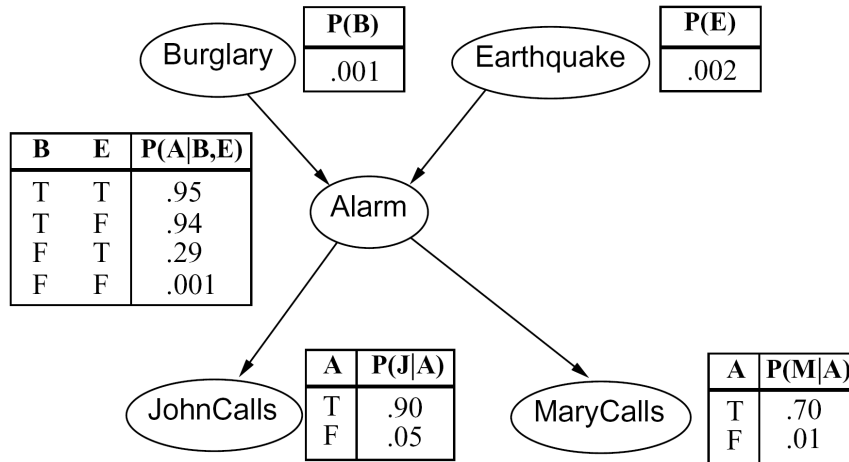 Burglary
P(B)
.001
Earthquake
P(E)
.002
B E P(A|B,E)
T T .95
T F .94
F T .29
F F .001
Alarm
JohnCalls
A P(J|A)
T .90
F .05
MaryCalls
A P(M|A)
T .70
F .01